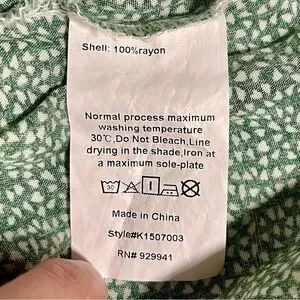 Shell: 100%rayon
Normal process maximum
washing temperature
30℃,Do Not Bleach,Line
drying in the shade,Iron at
a maximum sole-plate
30
Made in China
Style#K1507003
RN# 929941